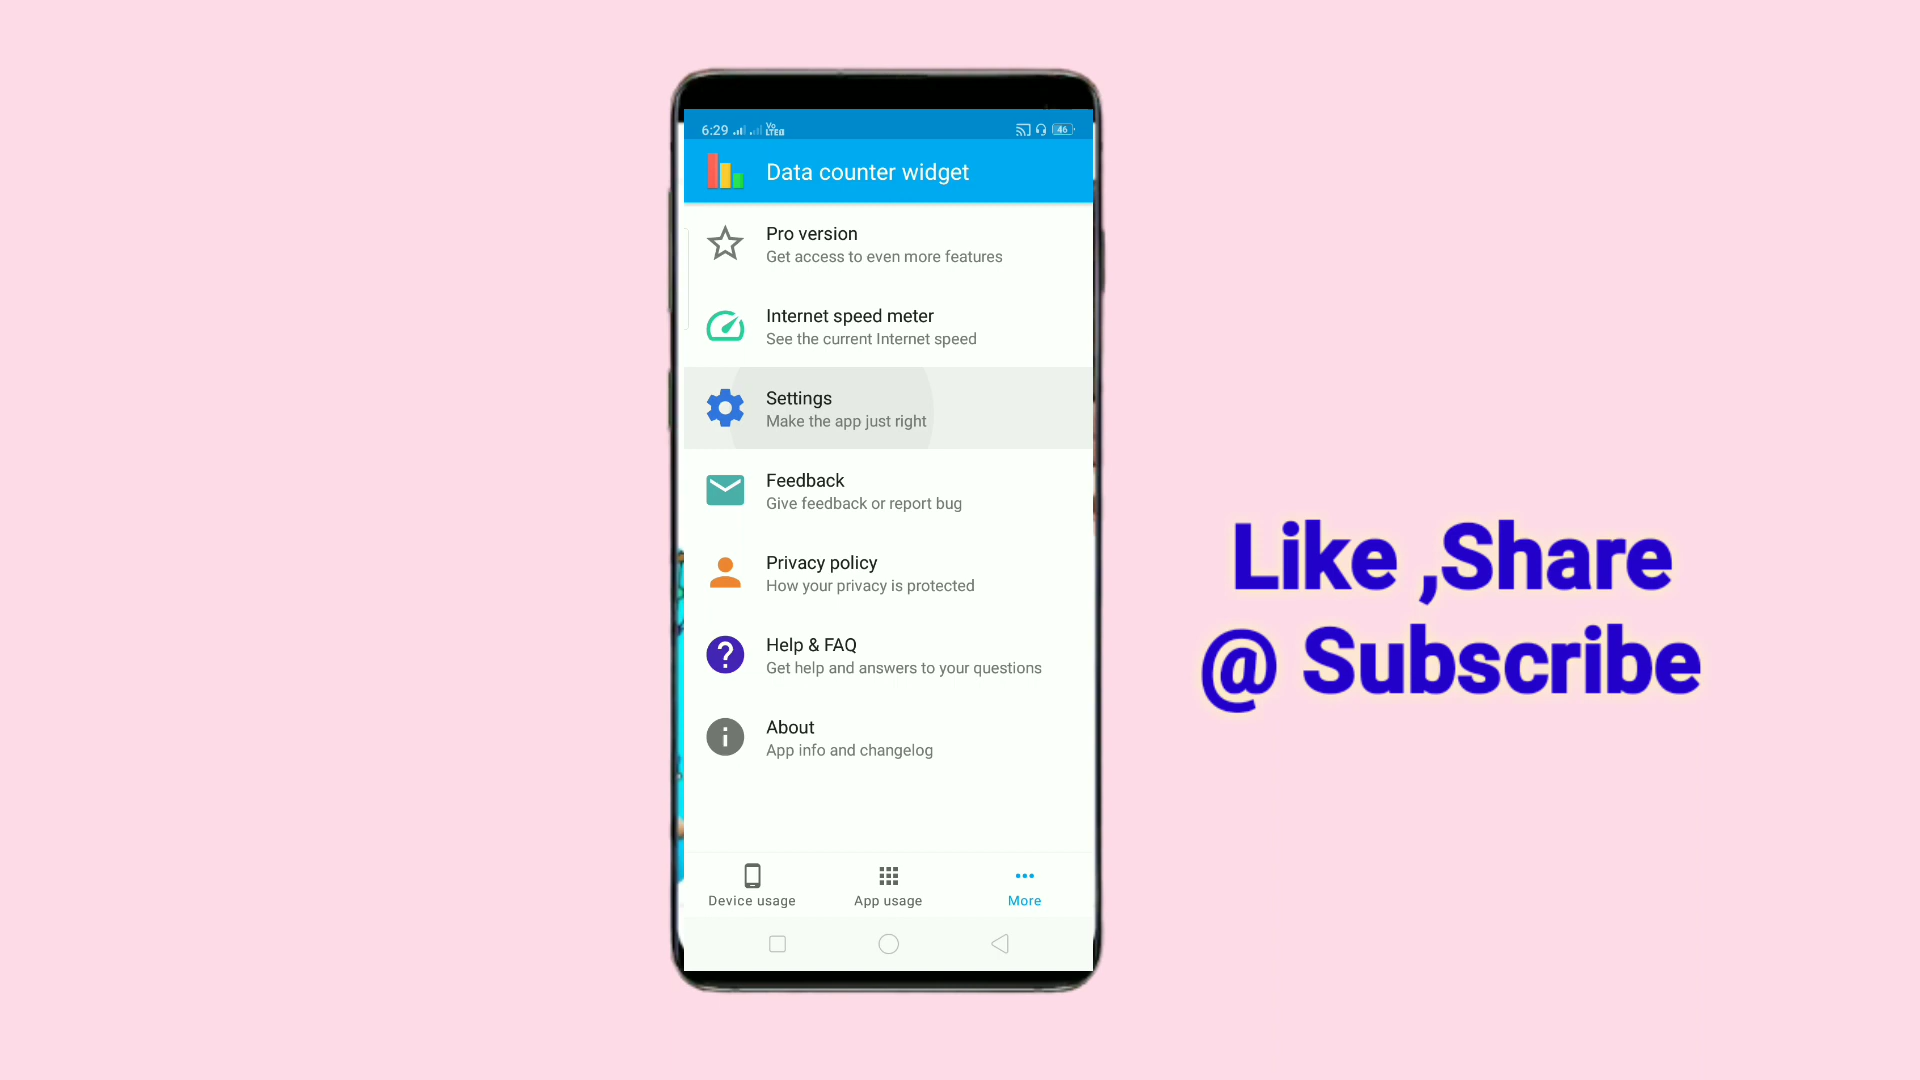 6:29 Vo LTE1 46
Data counter widget
Pro version
Get access to even more features
Internet speed meter
See the current Internet speed
Settings
Make the app just right
Feedback
Give feedback or report bug
Privacy policy
How your privacy is protected
Help & FAQ
Get help and answers to your questions
About
App info and changelog
Device usage App usage More
Like ,Share
@ Subscribe